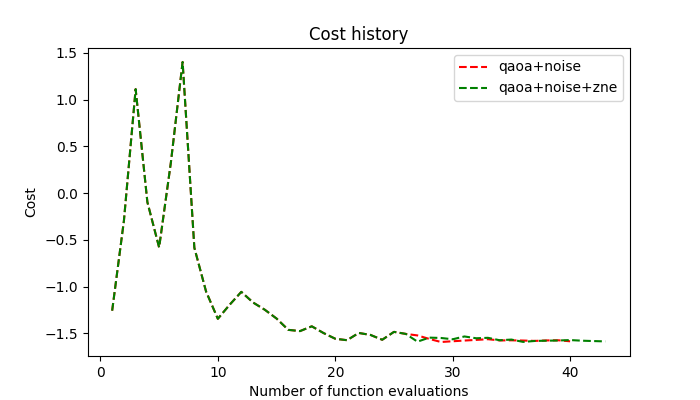 Cost history
qaoa+noise
qaoa+noise+zne
Cost
1.5
1.0
0.5
0.0
−0.5
−1.0
−1.5
0
10
20
30
40
Number of function evaluations